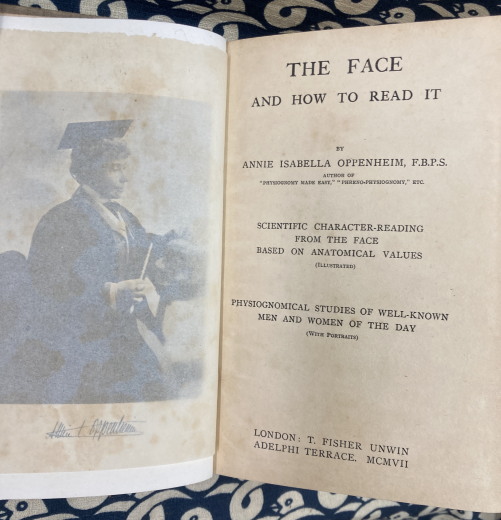 THE FACE
AND HOW TO READ IT
BY
ANNIE ISABELLA OPPENHEIM, F.B.P.S.
AUTHOR OF
"PHYSIOGNOMY MADE EASY," "PHRENO-PHYSIOGNOMY," ETC.
SCIENTIFIC CHARACTER-READING
FROM THE FACE
BASED ON ANATOMICAL VALUES
(ILLUSTRATED)
PHYSIOGNOMICAL STUDIES OF WELL-KNOWN
MEN AND WOMEN OF THE DAY
(WITH PORTRAITS)
LONDON: T. FISHER UNWIN
ADELPHI TERRACE. MCMVII